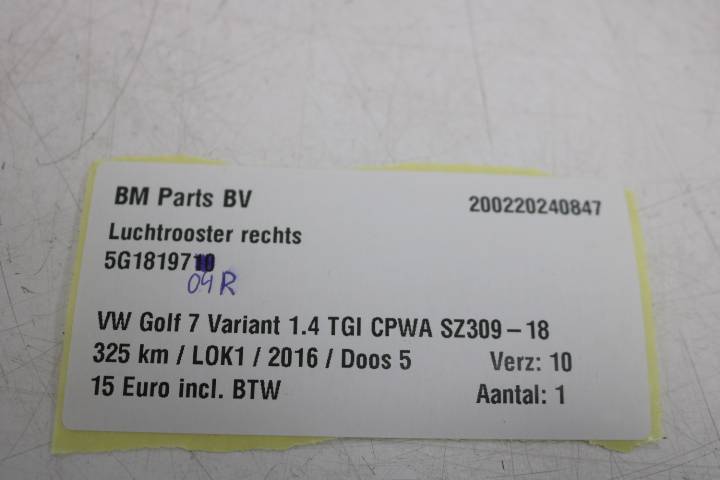 BM Parts BV
200220240847
Luchtrooster rechts
5G1819710
04R
VW Golf 7 Variant 1.4 TGI CPWA SZ309-18
325 km / LOK1 / 2016 / Doos 5 Verz: 10
15 Euro incl. BTW Aantal: 1